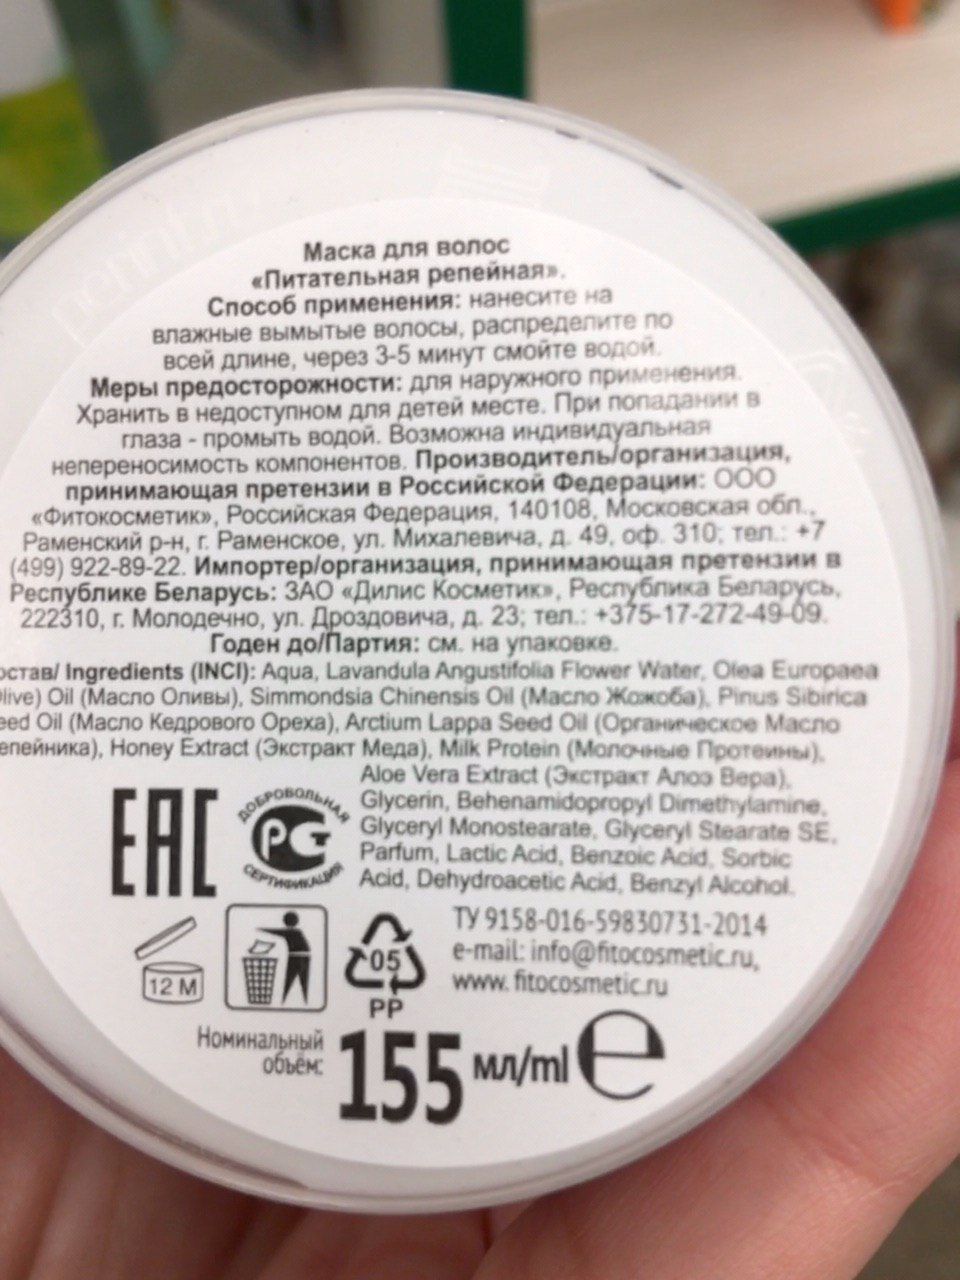 Маска для волос
«Питательная репейная».
Способ применения: нанесите на
влажные вымытые волосы, распределите по
всей длине, через 3-5 минут смойте водой.
Меры предосторожности: для наружного применения.
Хранить в недоступном для детей месте. При попадании в
глаза - промыть водой. Возможна индивидуальная
непереносимость компонентов. Производитель/организация,
принимающая претензии в Российской Федерации: ООО
«Фитокосметик», Российская Федерация, 140108, Московская обл.,
Раменский р-н, г. Раменское, ул. Михалевича, д. 49, оф. 310; тел.: +7
(499) 922-89-22. Импортер/организация, принимающая претензии в
Республике Беларусь: ЗАО «Дилис Косметик», Республика Беларусь,
222310, г. Молодечно, ул. Дроздовича, д. 23; тел.: +375-17-272-49-09.
Годен до/Партия: см. на упаковке.
остав/ Ingredients (INCI): Aqua, Lavandula Angustifolia Flower Water, Olea Europaea
live) Oil (Масло Оливы), Simmondsia Chinensis Oil (Масло Жожоба), Pinus Sibirica
eed Oil (Масло Кедрового Ореха), Arctium Lappa Seed Oil (Органическое Масло
епейника), Honey Extract (Экстракт Меда), Milk Protein (Молочные Протеины),
Aloe Vera Extract (Экстракт Алоэ Вера),
Glycerin, Behenamidopropyl Dimethylamine,
Glyceryl Monostearate, Glyceryl Stearate SE,
Parfum, Lactic Acid, Benzoic Acid, Sorbic
Acid, Dehydroacetic Acid, Benzyl Alcohol.
ЕАС
ДОБРОВОЛЬНАЯ
РСТ
СЕРТИФИКАЦИЯ
ТУ 9158-016-59830731-2014
e-mail: info@fitocosmetic.ru,
www. fitocosmetic.ru
12 M
05
PP
Номинальный
объём:
155 мл/ml e